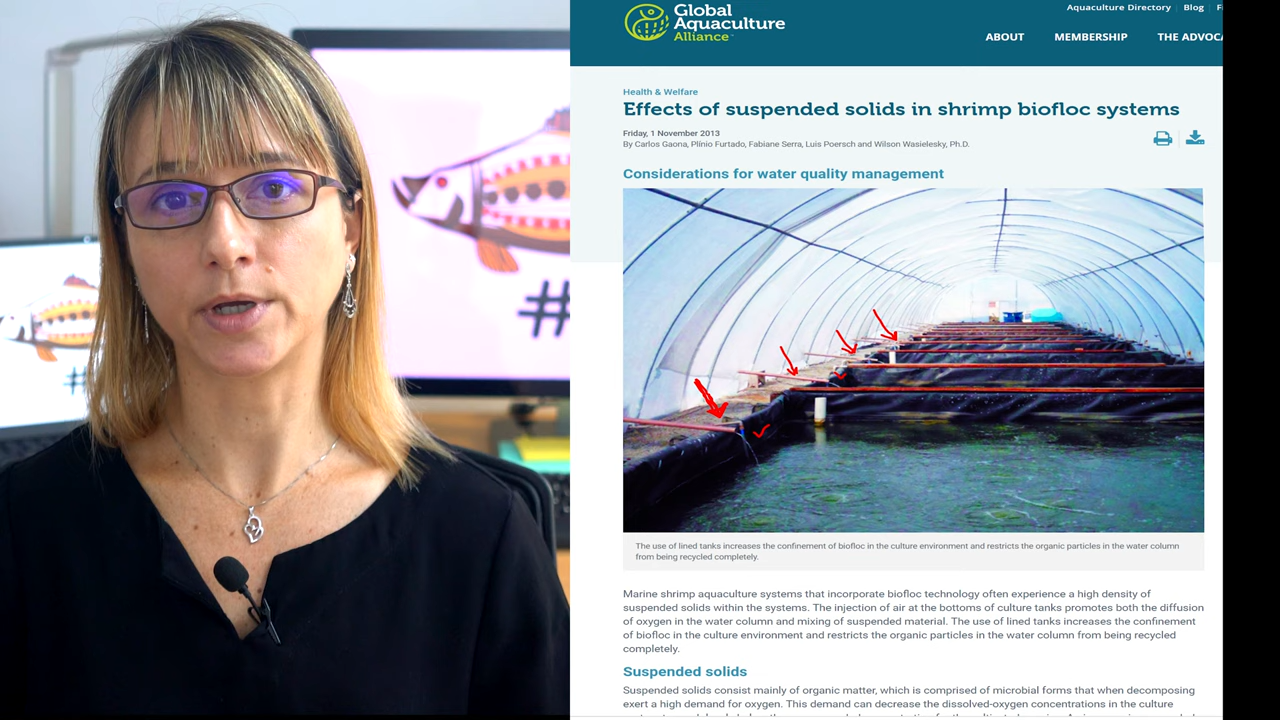 #
#
Global
Aquaculture
Alliance™
Aquaculture Directory | Blog | F
ABOUT MEMBERSHIP THE ADVOCA
Health & Welfare
Effects of suspended solids in shrimp biofloc systems
Friday, 1 November 2013
By Carlos Gaona, Plínio Furtado, Fabiane Serra, Luis Poersch and Wilson Wasielesky, Ph.D.
Considerations for water quality management
The use of lined tanks increases the confinement of biofloc in the culture environment and restricts the organic particles in the water column
from being recycled completely.
Marine shrimp aquaculture systems that incorporate biofloc technology often experience a high density of
suspended solids within the systems. The injection of air at the bottoms of culture tanks promotes both the diffusion
of oxygen in the water column and mixing of suspended material. The use of lined tanks increases the confinement
of biofloc in the culture environment and restricts the organic particles in the water column from being recycled
completely.
Suspended solids
Suspended solids consist mainly of organic matter, which is comprised of microbial forms that when decomposing
exert a high demand for oxygen. This demand can decrease the dissolved-oxygen concentrations in the culture